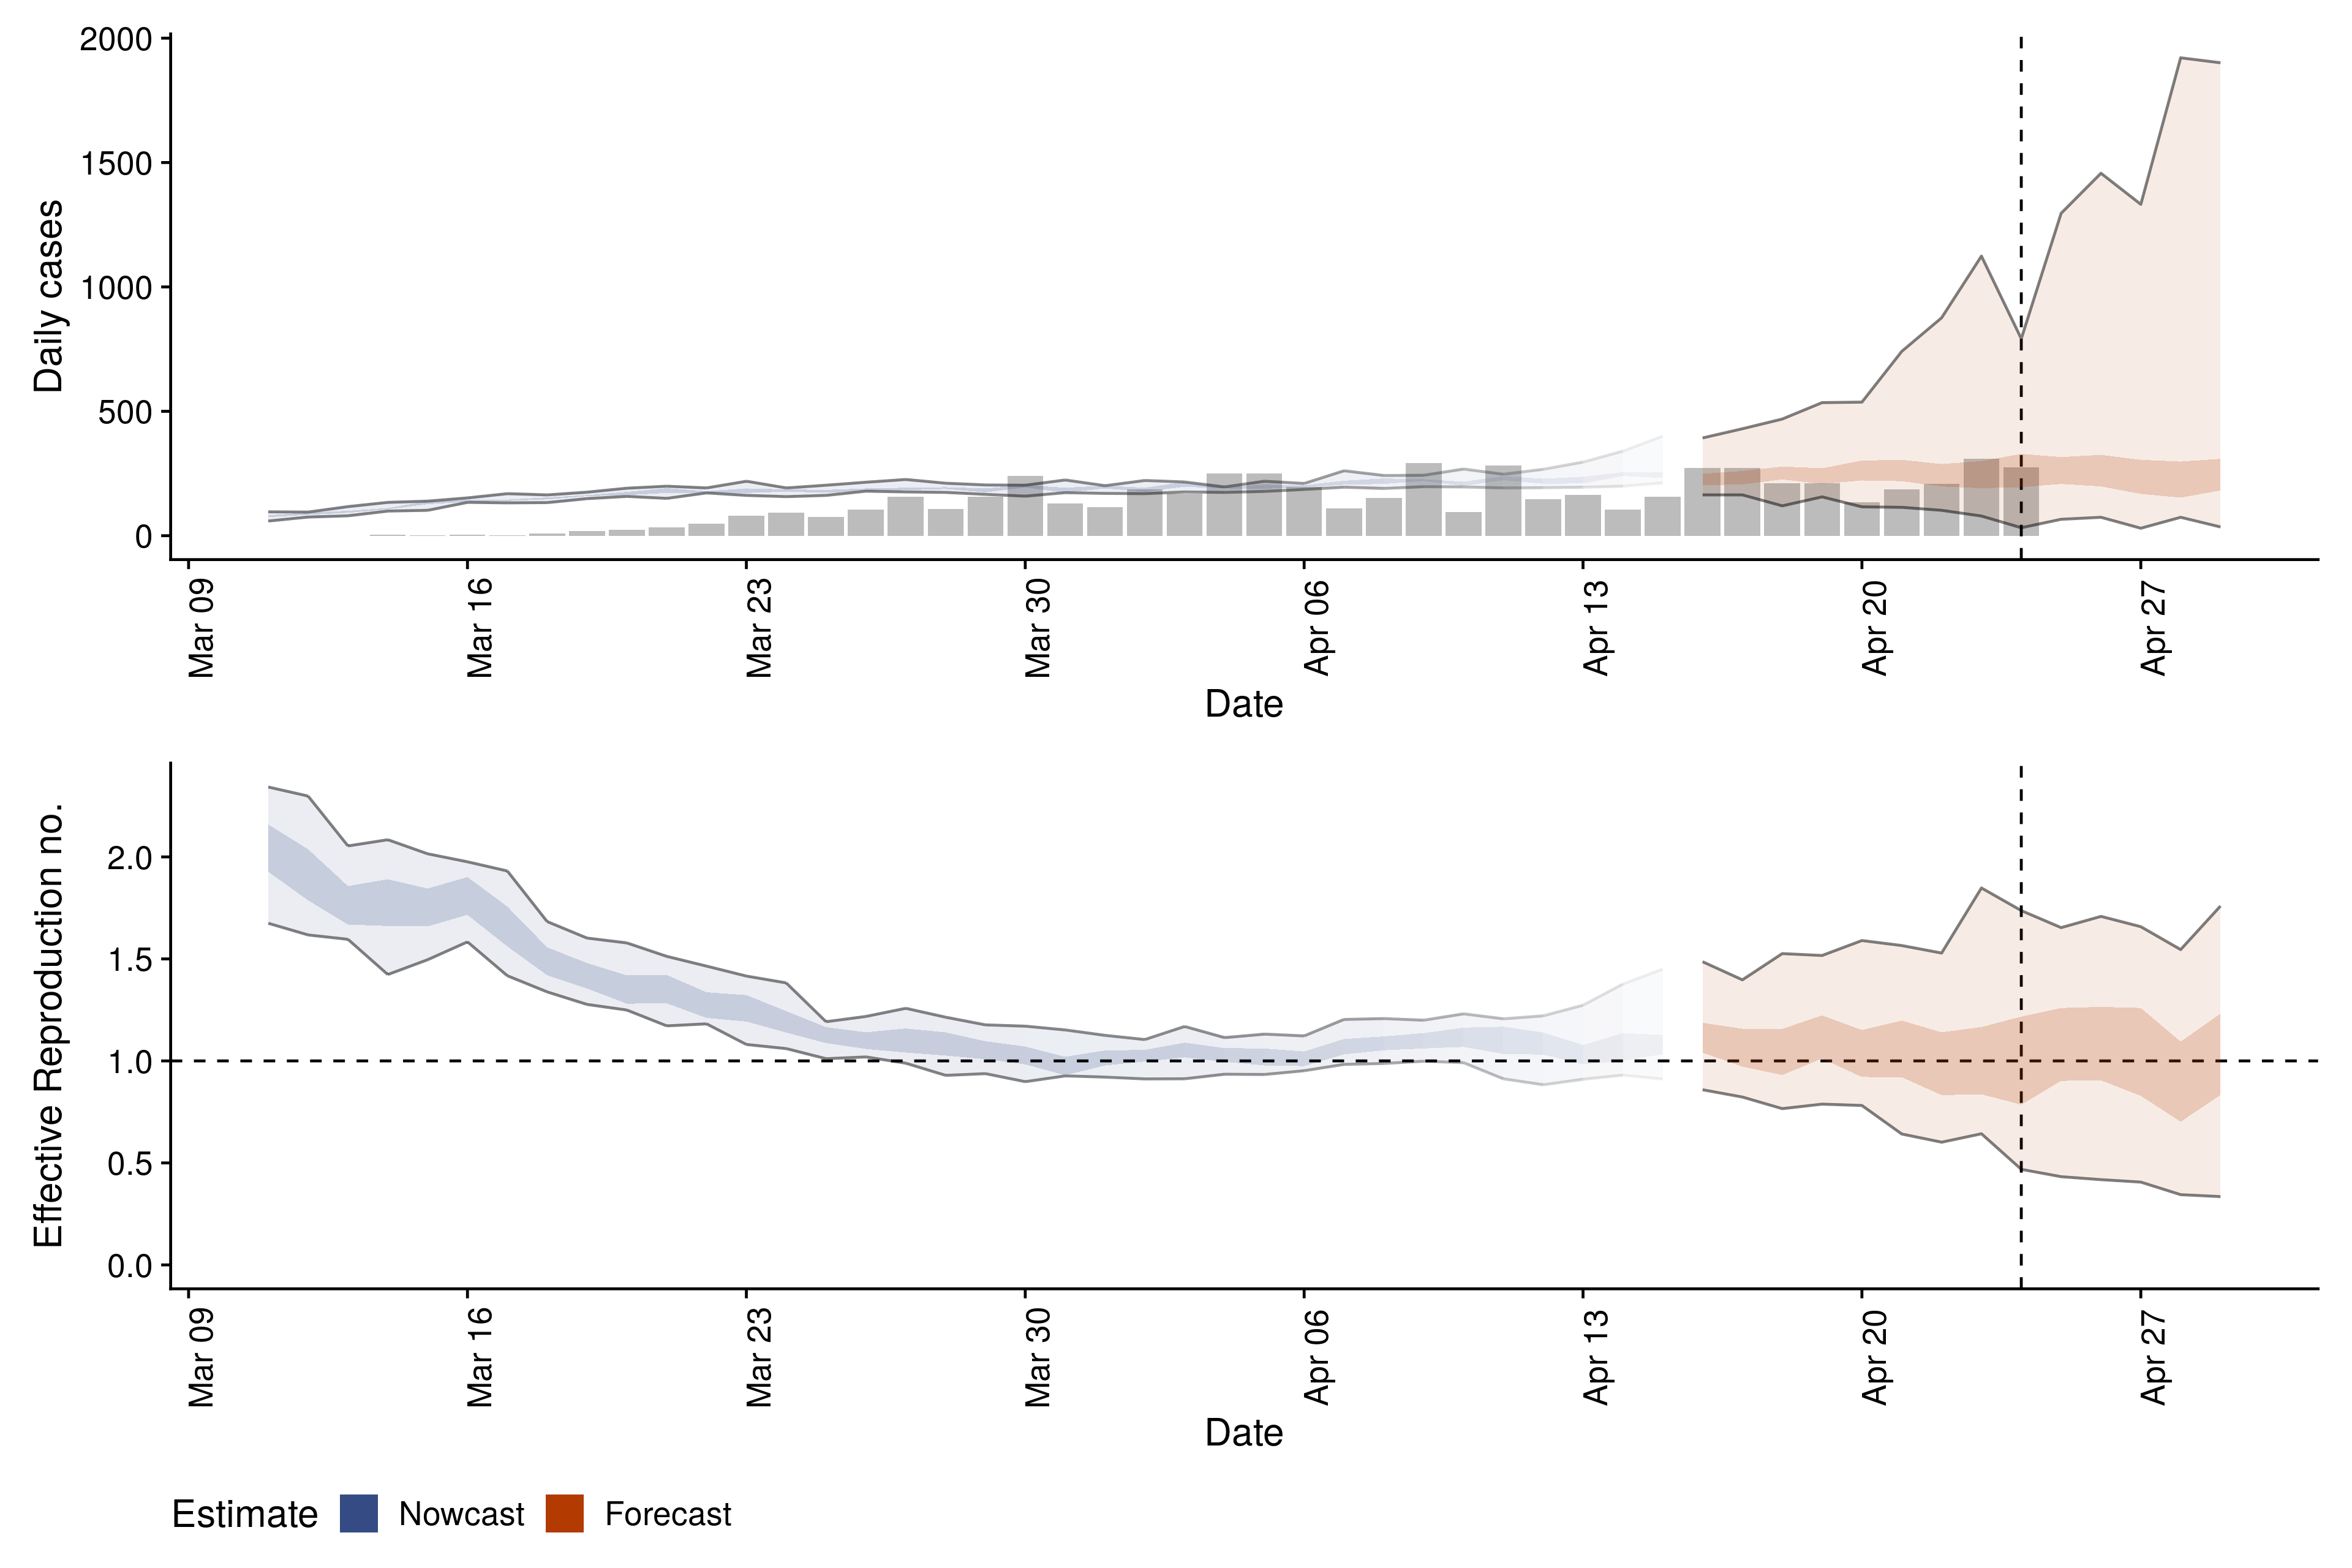 2000
1500
1000
500
0
Daily cases
Mar 09
Mar 16
Mar 23
Mar 30
Apr 06
Apr 13
Apr 20
Apr 27
Date
2.0
1.5
1.0
0.5
0.0
Effective Reproduction no.
Mar 09
Mar 16
Mar 23
Mar 30
Apr 06
Apr 13
Apr 20
Apr 27
Date
Estimate Nowcast Forecast